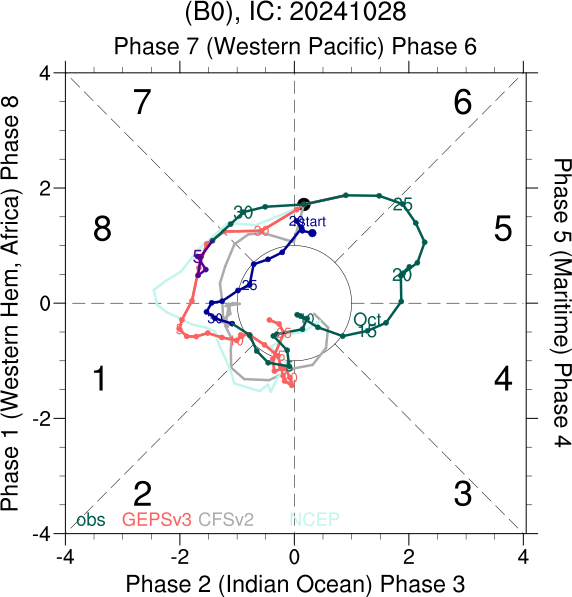 (B0), IC: 20241028
Phase 7 (Western Pacific) Phase 6
4
2
0
-2
-4
-4 -2 0 2 4
Phase 1 (Western Hem, Africa) Phase 8
Phase 5 (Maritime) Phase 4
Phase 2 (Indian Ocean) Phase 3
7 6
8 5
1 4
2 3
30 25
start
30
5
20
25
30 Oct
15
5
obs GEPSv3 CFSv2 NCEP